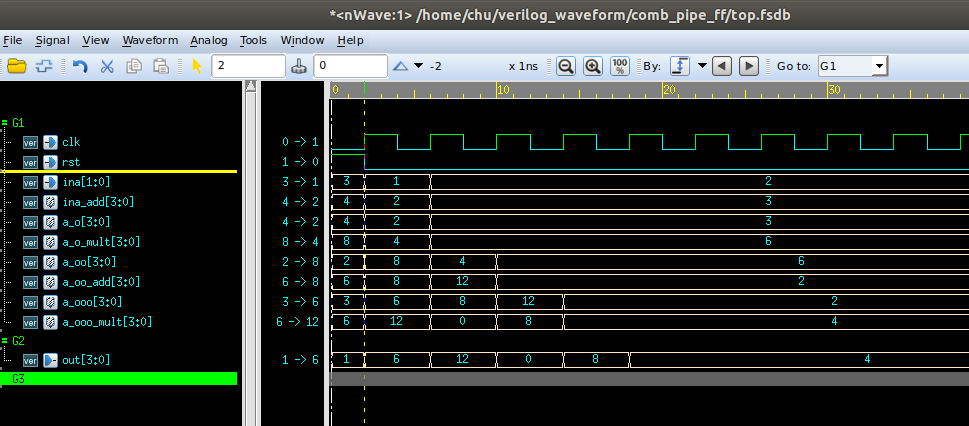 *<nWave:1> /home/chu/verilog_waveform/comb_pipe_ff/top.fsdb
File Signal View Waveform Analog Tools Window Help
2 0 -2 x 1ns 100 % By: Go to: G1
0 10 20 30
= G1
ver clk 0 -> 1
ver rst 1 -> 0
ver ina[1:0] 3 -> 1 3 1 2
ver ina_add[3:0] 4 -> 2 4 2 3
ver a_o[3:0] 4 -> 2 4 2 3
ver a_o_mult[3:0] 8 -> 4 8 4 6
ver a_oo[3:0] 2 -> 8 2 8 4 6
ver a_oo_add[3:0] 6 -> 8 6 8 12 2
ver a_ooo[3:0] 3 -> 6 3 6 8 12 2
ver a_ooo_mult[3:0] 6 -> 12 6 12 0 8 4
= G2
ver out[3:0] 1 -> 6 1 6 12 0 8 4
G3